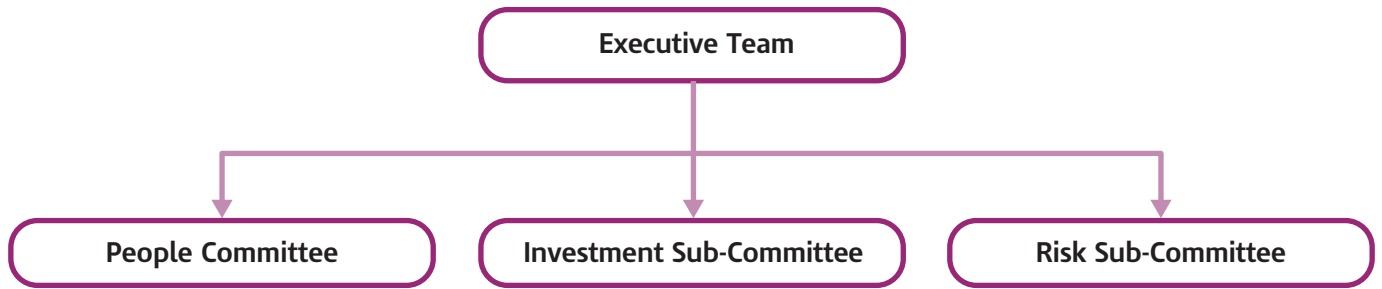 Executive Team
People Committee
Investment Sub-Committee
Risk Sub-Committee